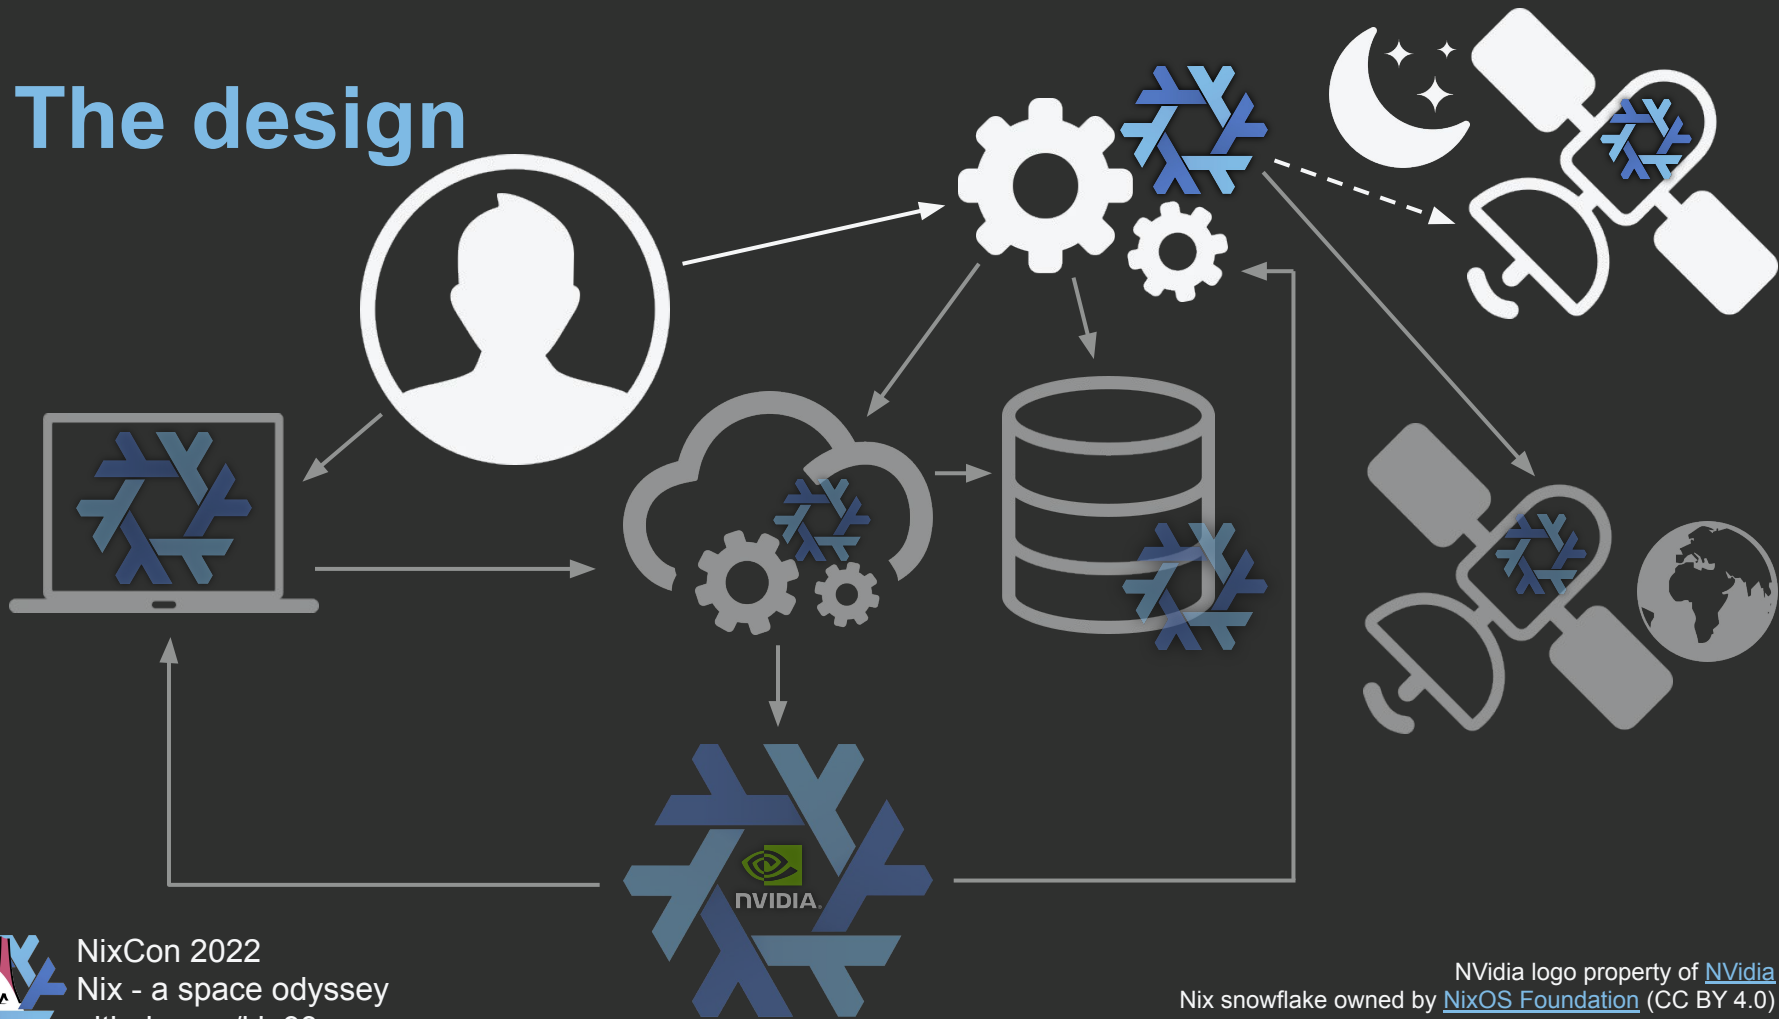 The design
NVIDIA.
NixCon 2022
Nix - a space odyssey
NVidia logo property of NVidia
Nix snowflake owned by NixOS Foundation (CC BY 4.0)